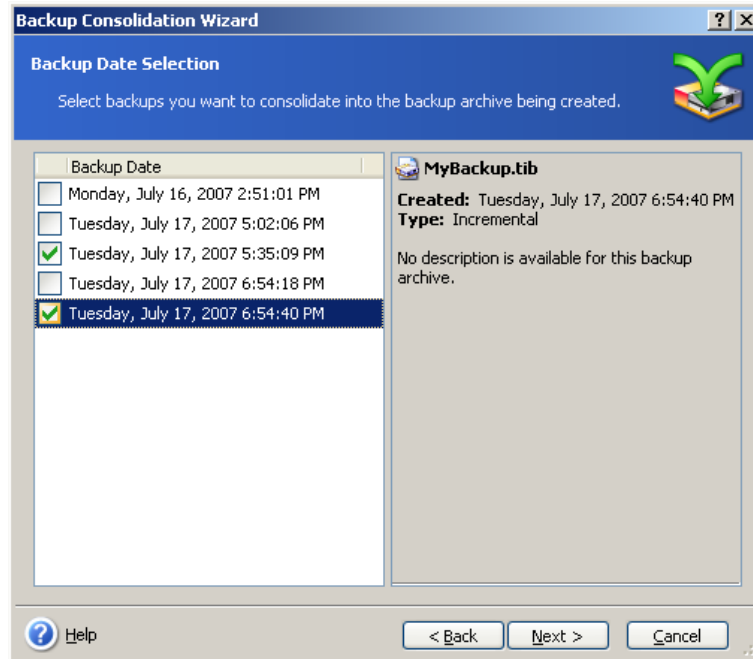 Backup Consolidation Wizard
Backup Date Selection
Select backups you want to consolidate into the backup archive being created.
Backup Date
Monday, July 16, 2007 2:51:01 PM
Tuesday, July 17, 2007 5:02:06 PM
Tuesday, July 17, 2007 5:35:09 PM
Tuesday, July 17, 2007 6:54:18 PM
Tuesday, July 17, 2007 6:54:40 PM
MyBackup.tib
Created: Tuesday, July 17, 2007 6:54:40 PM
Type: Incremental
No description is available for this backup
archive.
Help
< Back
Next >
Cancel